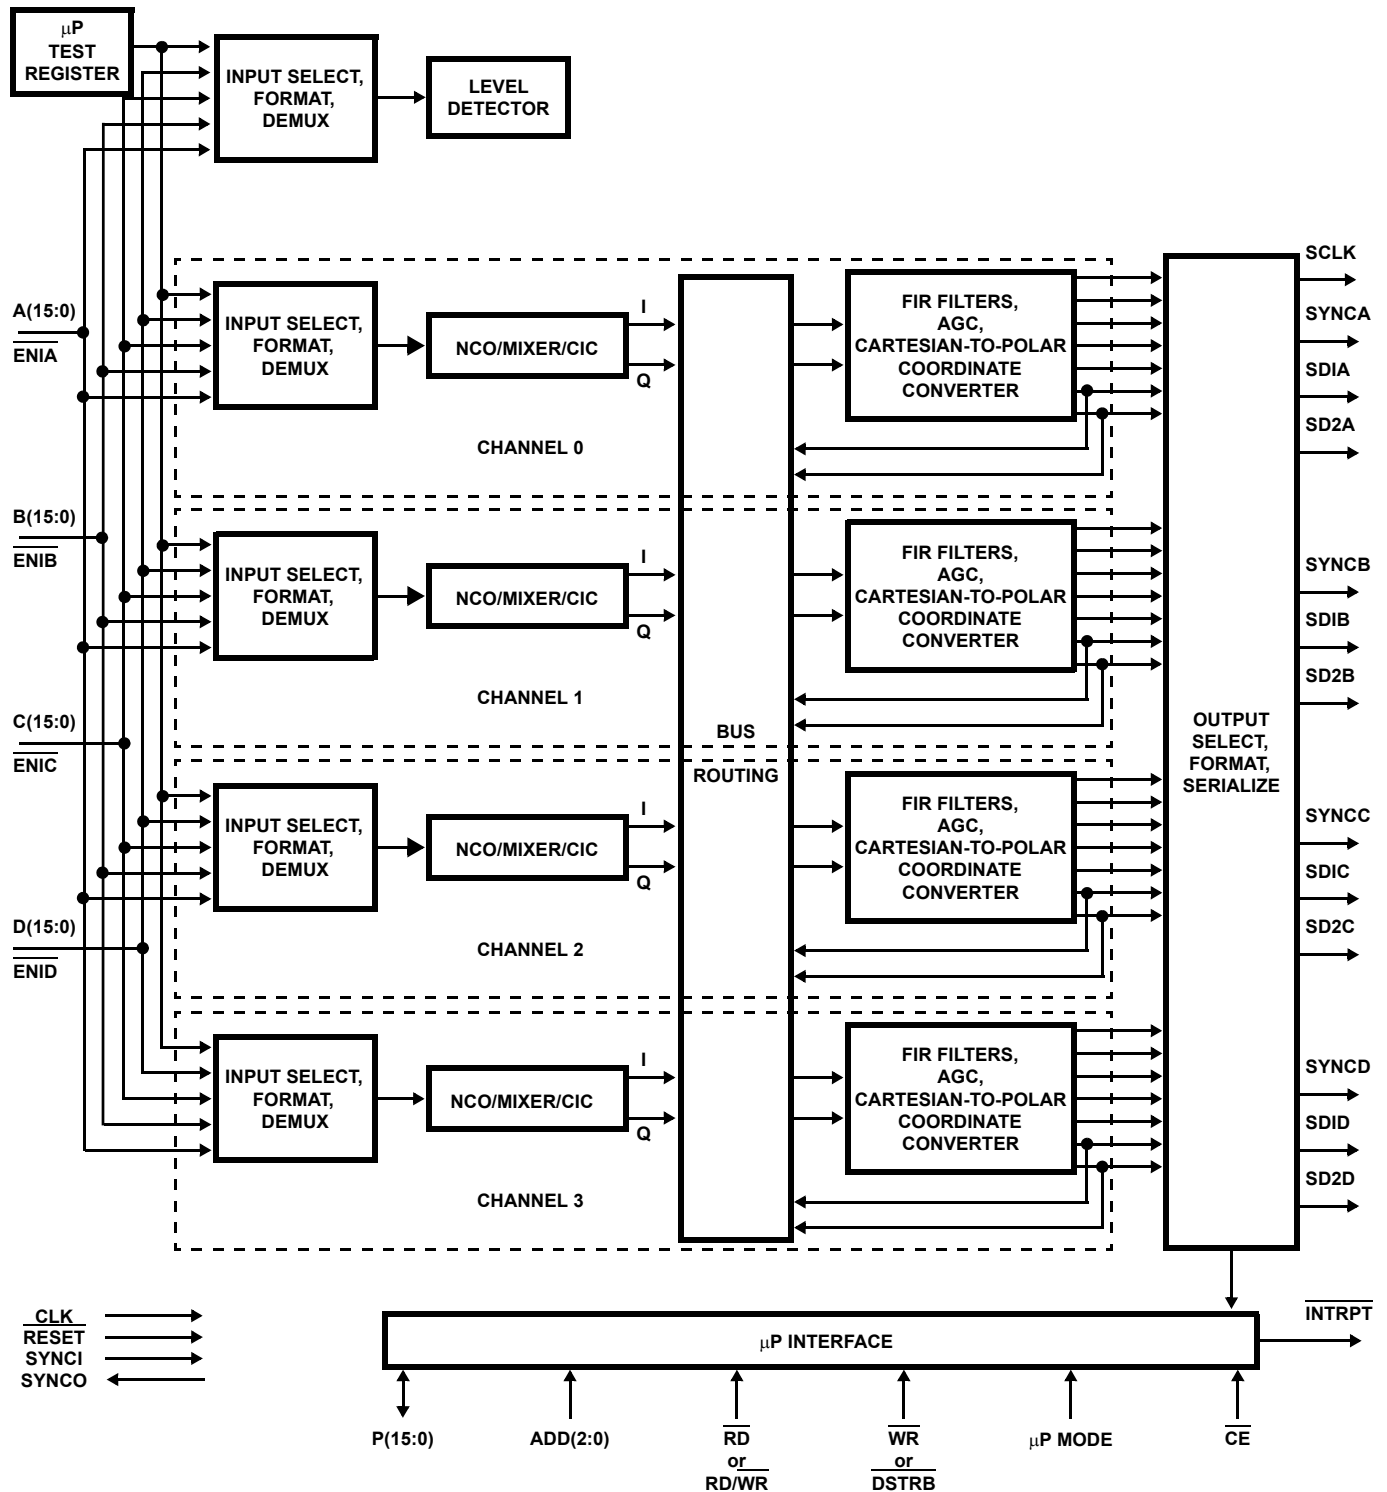 μP
TEST
REGISTER
INPUT SELECT,
FORMAT,
DEMUX
LEVEL
DETECTOR
A(15:0)
ENIA
B(15:0)
ENIB
C(15:0)
ENIC
D(15:0)
ENID
INPUT SELECT,
FORMAT,
DEMUX
NCO/MIXER/CIC
I
Q
FIR FILTERS,
AGC,
CARTESIAN-TO-POLAR
COORDINATE
CONVERTER
CHANNEL 0
INPUT SELECT,
FORMAT,
DEMUX
NCO/MIXER/CIC
I
Q
FIR FILTERS,
AGC,
CARTESIAN-TO-POLAR
COORDINATE
CONVERTER
CHANNEL 1
BUS
ROUTING
INPUT SELECT,
FORMAT,
DEMUX
NCO/MIXER/CIC
I
Q
FIR FILTERS,
AGC,
CARTESIAN-TO-POLAR
COORDINATE
CONVERTER
CHANNEL 2
INPUT SELECT,
FORMAT,
DEMUX
NCO/MIXER/CIC
I
Q
FIR FILTERS,
AGC,
CARTESIAN-TO-POLAR
COORDINATE
CONVERTER
CHANNEL 3
OUTPUT
SELECT,
FORMAT,
SERIALIZE
SCLK
SYNCA
SDIA
SD2A
SYNCB
SDIB
SD2B
SYNCC
SDIC
SD2C
SYNCD
SDID
SD2D
CLK
RESET
SYNCI
SYNCO
μP INTERFACE
INTRPT
P(15:0)
ADD(2:0)
RD
or
RD/WR
WR
or
DSTRB
μP MODE
CE